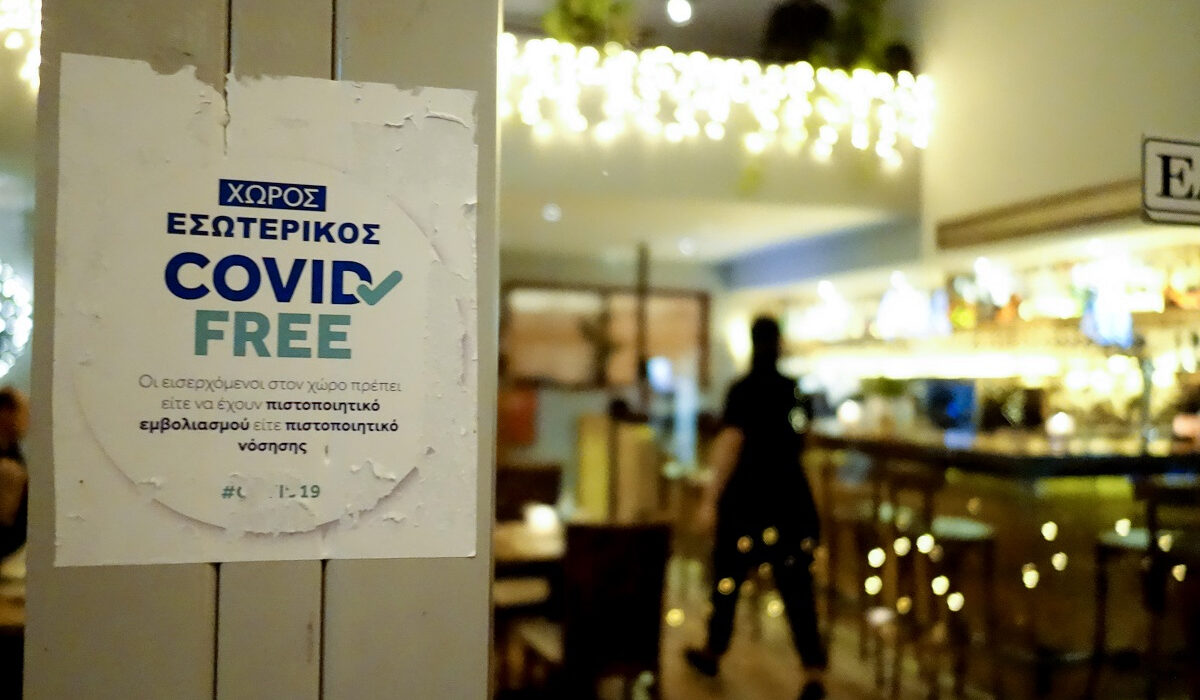 ΧΩΡΟΣ
ΕΣΩΤΕΡΙΚΟΣ
COVID
FREE
Οι εισερχόμενοι στον χώρο πρέπει
είτε να έχουν πιστοποιητικό
εμβολιασμού είτε πιστοποιητικό
νόσησης